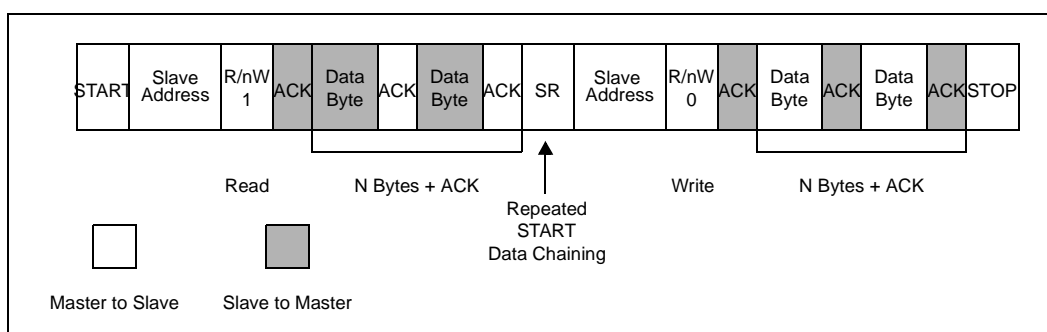 START
Slave
Address
R/nW
1
ACK
Data
Byte
ACK
Data
Byte
ACK
SR
Slave
Address
R/nW
0
ACK
Data
Byte
ACK
Data
Byte
ACK
STOP
Read
N Bytes + ACK
Write
N Bytes + ACK
Repeated
START
Data Chaining
Master to Slave
Slave to Master